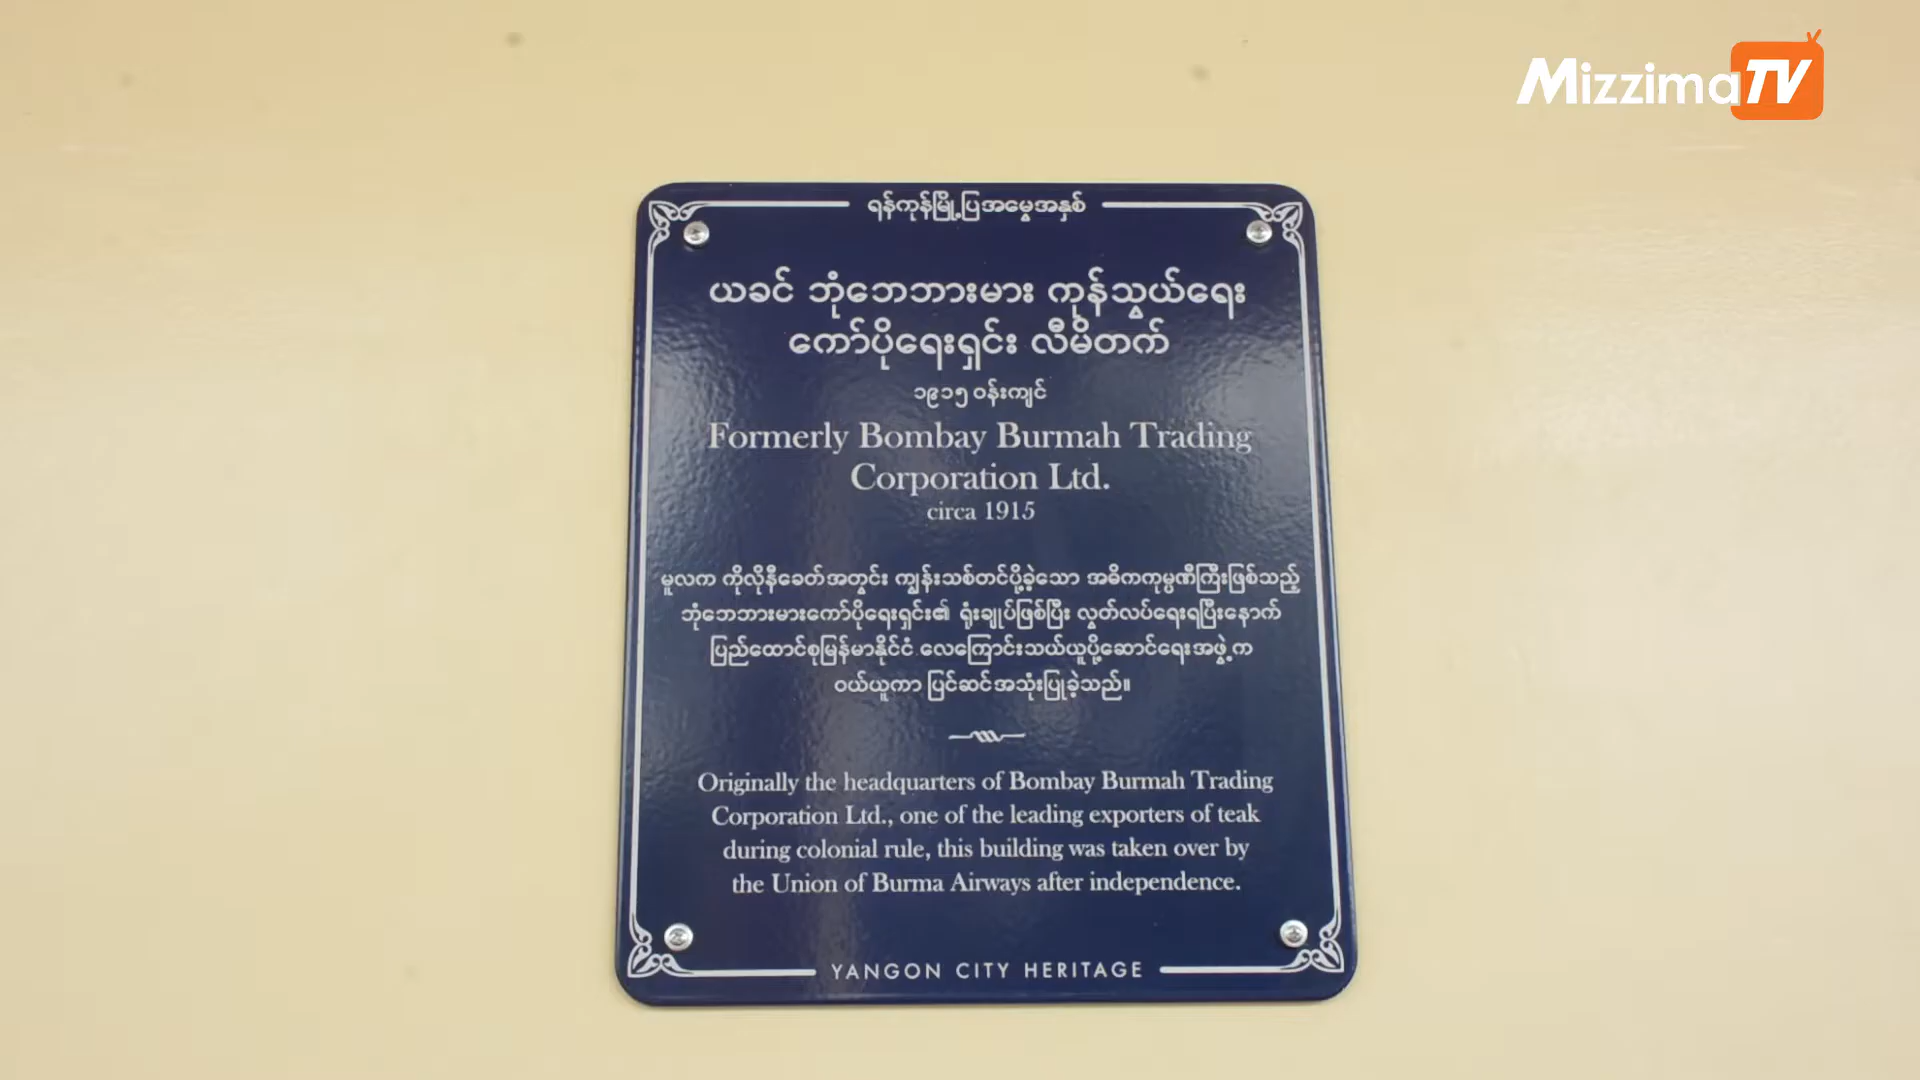 Mizzima TV
ရန်ကုန်မြို့ပြအမွေအနှစ်
ယခင် ဘုံဘေဘားမား ကုန်သွယ်ရေး
ကော်ပိုရေးရှင်း လီမိတက်
၁၉၁၅ ဝန်းကျင်
Formerly Bombay Burmah Trading
Corporation Ltd.
circa 1915
မူလက ကိုလိုနီခေတ်အတွင်း ကျွန်းသစ်တင်ပို့ခဲ့သော အဓိကကုမ္ပဏီကြီးဖြစ်သည့်
ဘုံဘေဘားမားကော်ပိုရေးရှင်း၏ ရုံးချုပ်ဖြစ်ပြီး လွတ်လပ်ရေးရပြီးနောက်
ပြည်ထောင်စုမြန်မာနိုင်ငံ လေကြောင်းသယ်ယူပို့ဆောင်ရေးအဖွဲ့က
ဝယ်ယူကာ ပြင်ဆင်အသုံးပြုခဲ့သည်။
Originally the headquarters of Bombay Burmah Trading
Corporation Ltd., one of the leading exporters of teak
during colonial rule, this building was taken over by
the Union of Burma Airways after independence.
YANGON CITY HERITAGE